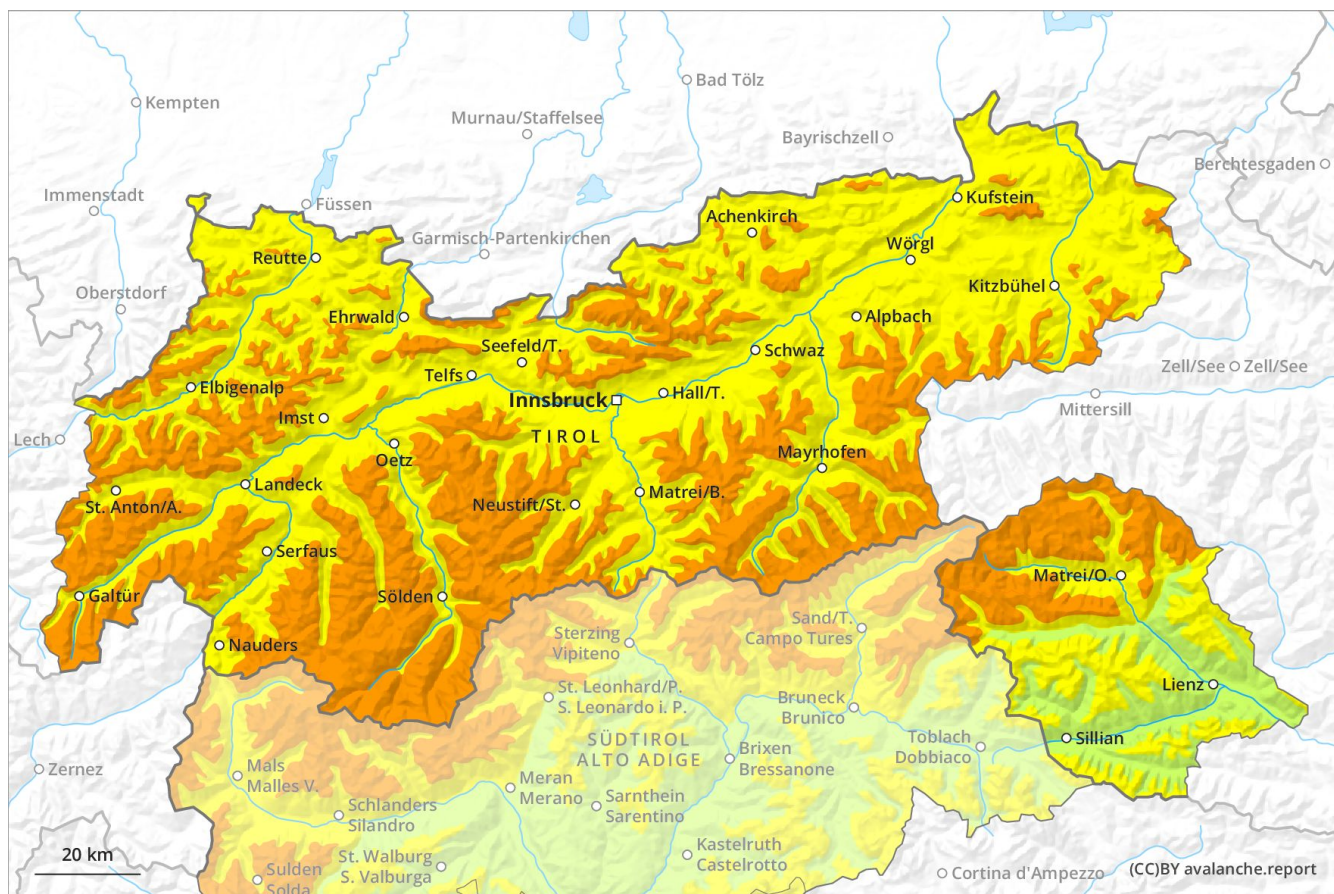 Bad Tölz
Kempten
Murnau/Staffelsee
Bayrischzell
Berchtesgaden
Immenstadt
Füssen
Kufstein
Achenkirch
Garmisch-Partenkirchen
Wörgl
Reutte
Oberstdorf
Kitzbühel
Ehrwald
Alpbach
Seefeld/T.
Schwaz
Telfs
Zell/See
Zell/See
Elbigenalp
Hall/T.
Innsbruck
Mittersill
Imst
Lech
TIROL
Oetz
Mayrhofen
Landeck
Matrei/B.
St. Anton/A.
Neustift/St.
Serfaus
Matrei/O.
Galtür
Sölden
Sand/T.
Campo Tures
Sterzing
Vipiteno
Nauders
Lienz
St. Leonhard/P.
S. Leonardo i. P.
Bruneck
Brunico
SÜDTIROL
ALTO ADIGE
Toblach
Dobbiaco
Sillian
Brixen
Bressanone
Zernez
Mals
Malles V.
Meran
Merano
Sarnthein
Sarentino
Schlanders
Silandro
Kastelruth
Castelrotto
20 km
St. Walburg
S. Valburga
Sulden
Solda
Cortina d'Ampezzo
(CC)BY avalanche.report